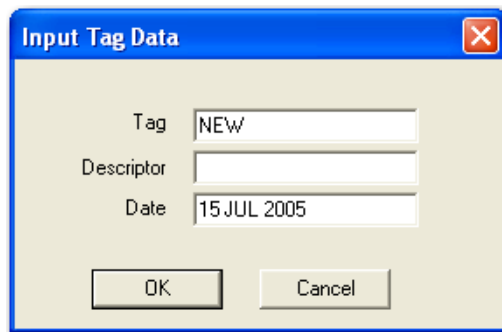 Input Tag Data
Tag NEW
Descriptor
Date 15 JUL 2005
OK Cancel